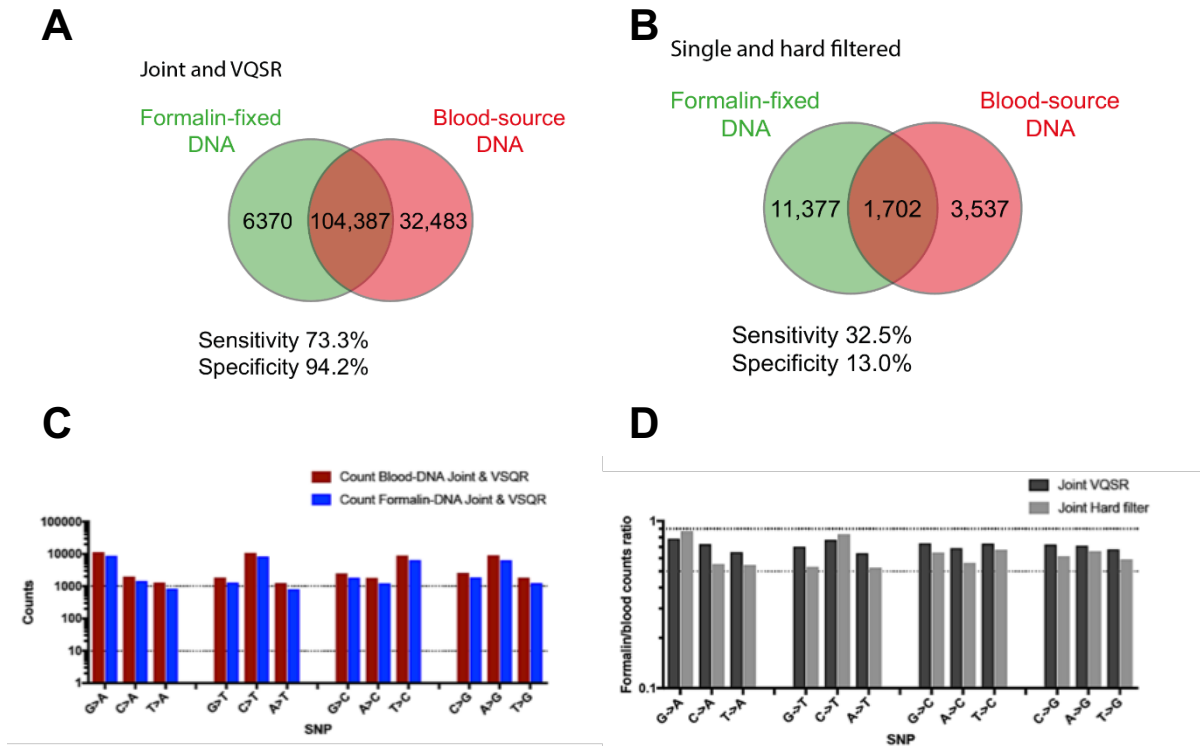 A
Joint and VQSR
Formalin-fixed
DNA
Blood-source
DNA
6370
104,387
32,483
Sensitivity 73.3%
Specificity 94.2%
B
Single and hard filtered
Formalin-fixed
DNA
Blood-source
DNA
11,377
1,702
3,537
Sensitivity 32.5%
Specificity 13.0%
C
Count Blood-DNA Joint & VSQR
Count Formalin-DNA Joint & VSQR
Counts
100000
10000
1000
100
10
1
G>A C>A T>A G>T C>T A>T G>C A>C T>C C>G A>G T>G
SNP
D
Joint VQSR
Joint Hard filter
Formalin/blood counts ratio
1
0.1
G->A C->A T->A G->T C->T A->T G->C A->C T->C C->G A->G T->G
SNP